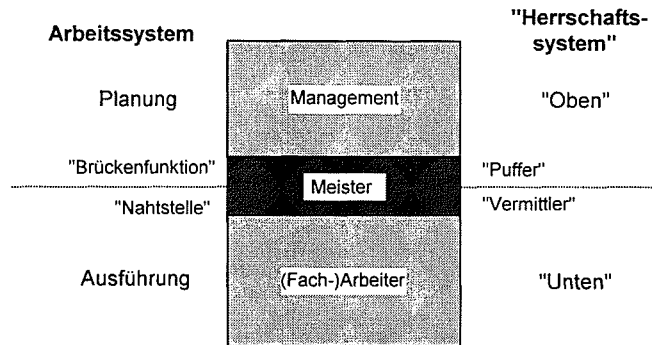 Arbeitssystem
"Herrschafts-
system"
Planung
Management
"Oben"
"Brückenfunktion"
Meister
"Puffer"
"Nahtstelle"
"Vermittler"
Ausführung
(Fach-)Arbeiter
"Unten"